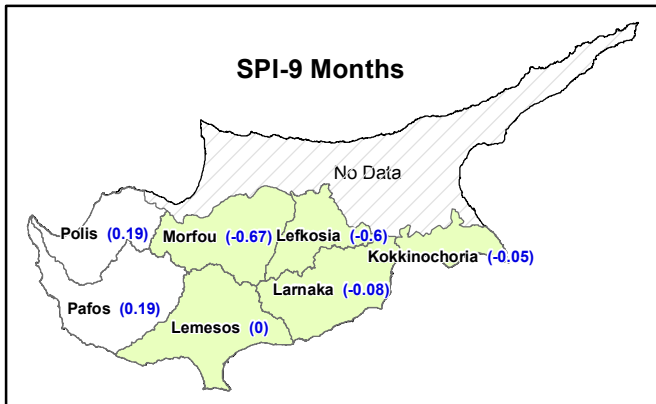 SPI-9 Months
No Data
Polis (0.19)
Morfou (-0.67)
Lefkosia (-0.6)
Kokkinochoria (-0.05)
Pafos (0.19)
Larnaka (-0.08)
Lemesos (0)